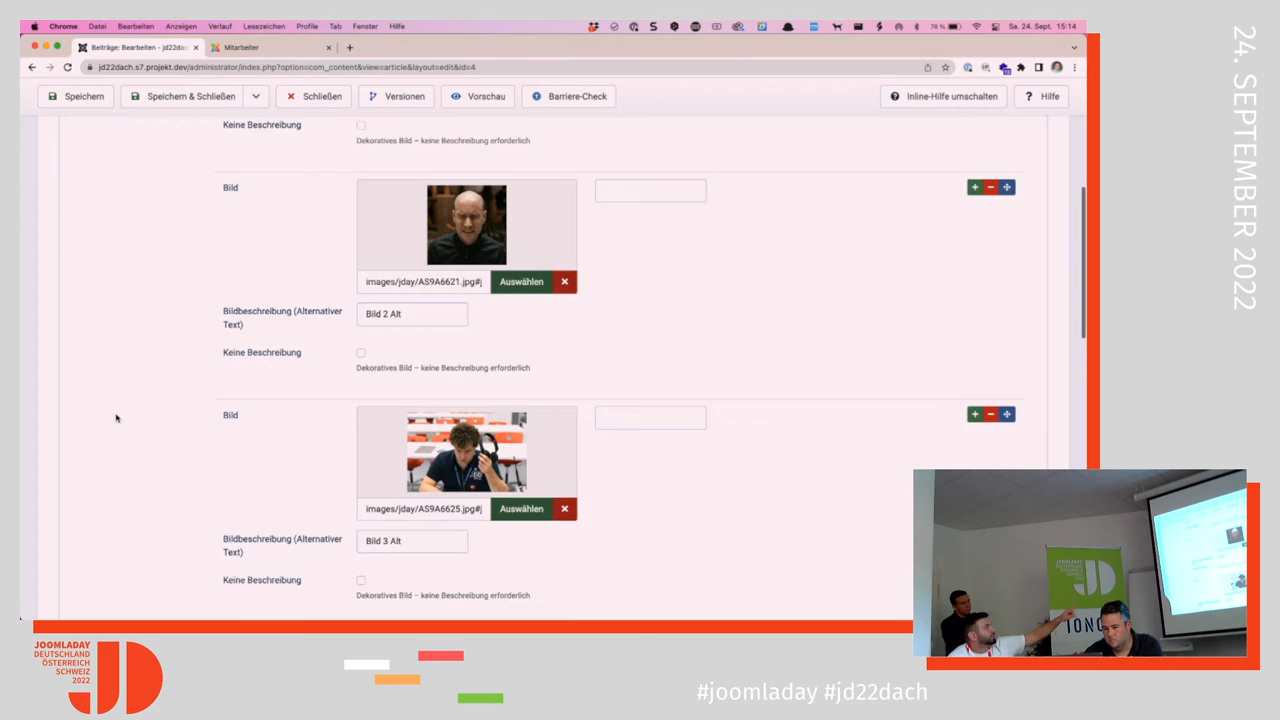 Chrome Datei Bearbeiten Anzeigen Verlauf Lesezeichen Profile Tab Fenster Hilfe
78 % Sa. 24. Sept. 15:14
Beiträge: Bearbeiten - jd22dac
Mitarbeiter
jd22dach.s7.projekt.dev/administrator/index.php?option=com_content&view=article&layout=edit&id=4
Speichern
Speichern & Schließen
Schließen
Versionen
Vorschau
Barriere-Check
Inline-Hilfe umschalten
? Hilfe
Keine Beschreibung
Dekoratives Bild – keine Beschreibung erforderlich
Bild
images/jday/AS9A6621.jpg#j
Auswählen
Bildbeschreibung (Alternativer
Text)
Bild 2 Alt
Keine Beschreibung
Dekoratives Bild – keine Beschreibung erforderlich
Bild
images/jday/AS9A6625.jpg#j
Auswählen
Bildbeschreibung (Alternativer
Text)
Bild 3 Alt
Keine Beschreibung
Dekoratives Bild – keine Beschreibung erforderlich
24. SEPTEMBER 2022
JOOMLADAY
DEUTSCHLAND
ÖSTERREICH
SCHWEIZ
2022
JD
#joomladay #jd22dach
JD
IONO